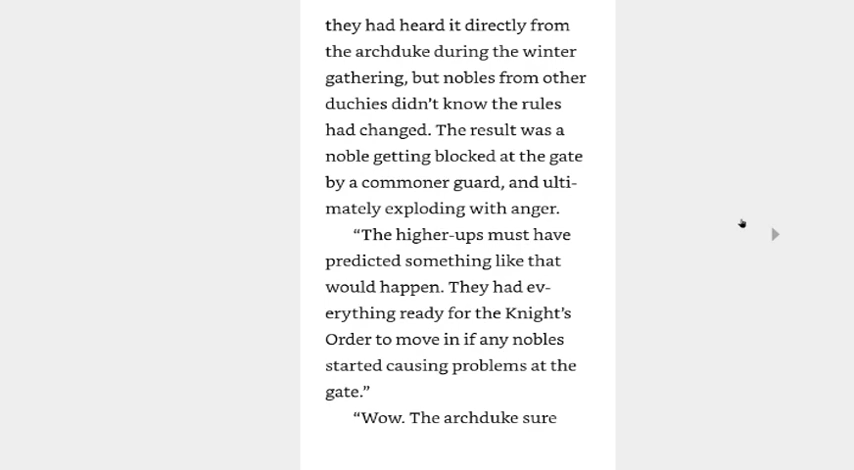 they had heard it directly from
the archduke during the winter
gathering, but nobles from other
duchies didn’t know the rules
had changed. The result was a
noble getting blocked at the gate
by a commoner guard, and ulti-
mately exploding with anger.
“The higher-ups must have
predicted something like that
would happen. They had ev-
erything ready for the Knight’s
Order to move in if any nobles
started causing problems at the
gate.”
“Wow. The archduke sure